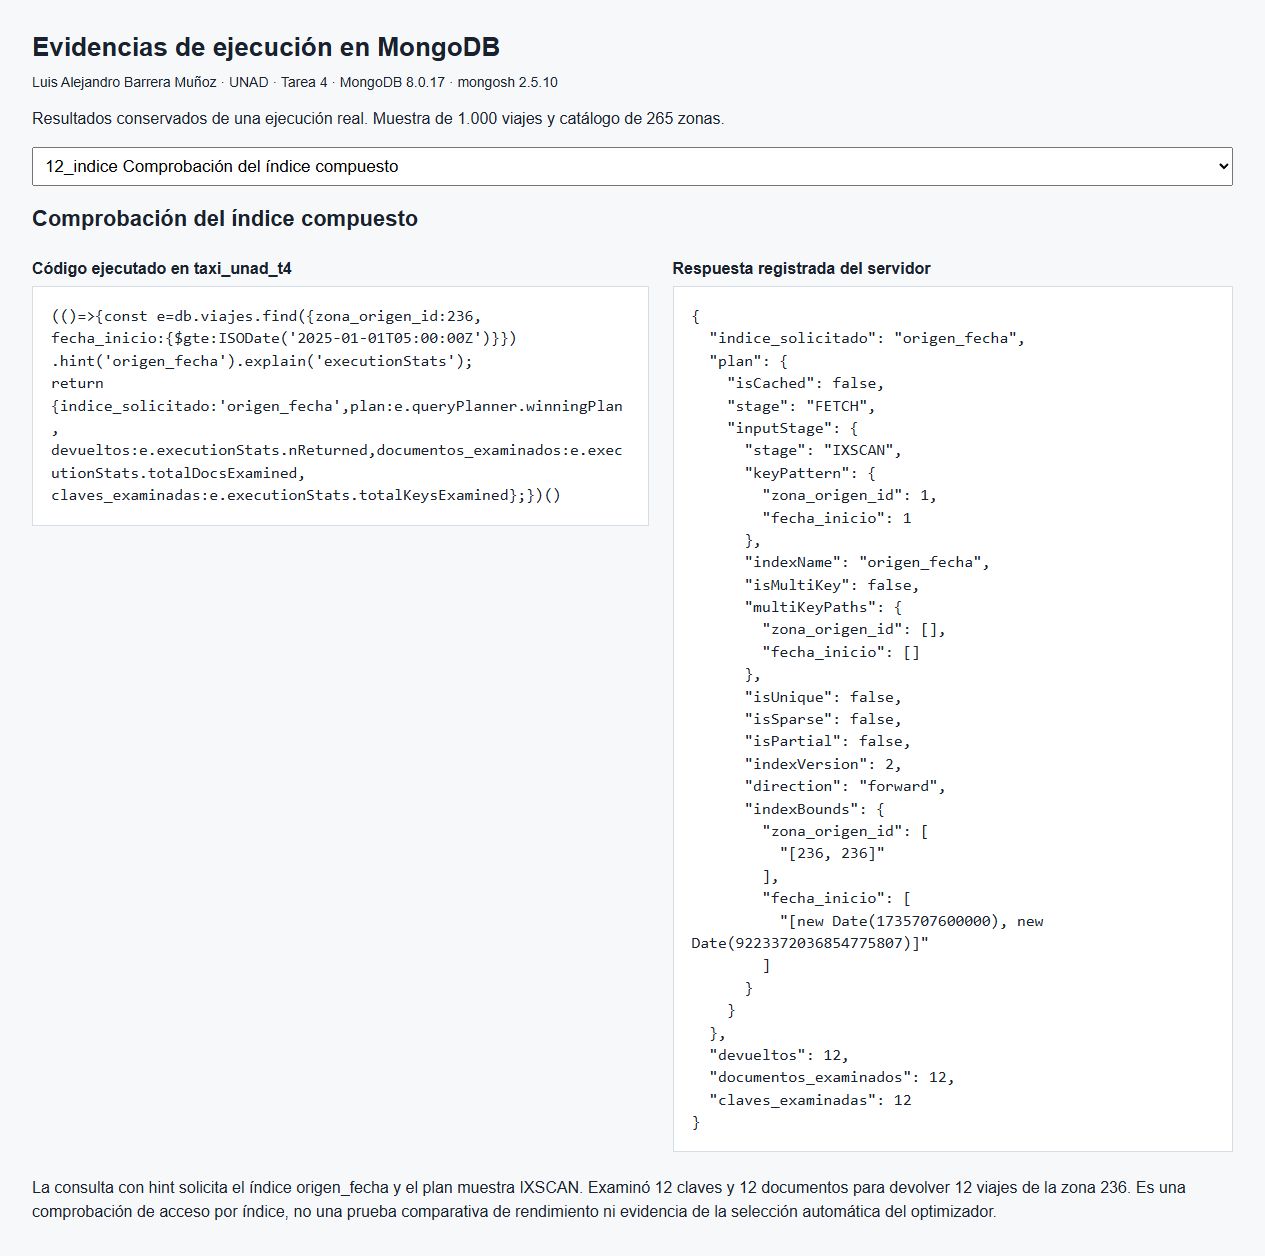 Evidencias de ejecución en MongoDB
Luis Alejandro Barrera Muñoz · UNAD · Tarea 4 · MongoDB 8.0.17 · mongosh 2.5.10
Resultados conservados de una ejecución real. Muestra de 1.000 viajes y catálogo de 265 zonas.
12_indice Comprobación del índice compuesto
Comprobación del índice compuesto
Código ejecutado en taxi_unad_t4
(()=>{const e=db.viajes.find({zona_origen_id:236,
fecha_inicio:{$gte:ISODate('2025-01-01T05:00:00Z')}})
.hint('origen_fecha').explain('executionStats');
return
{indice_solicitado:'origen_fecha',plan:e.queryPlanner.winningPlan
,
devueltos:e.executionStats.nReturned,documentos_examinados:e.exec
utionStats.totalDocsExamined,
claves_examinadas:e.executionStats.totalKeysExamined};})()
Respuesta registrada del servidor
{
  "indice_solicitado": "origen_fecha",
  "plan": {
    "isCached": false,
    "stage": "FETCH",
    "inputStage": {
      "stage": "IXSCAN",
      "keyPattern": {
        "zona_origen_id": 1,
        "fecha_inicio": 1
      },
      "indexName": "origen_fecha",
      "isMultiKey": false,
      "multiKeyPaths": {
        "zona_origen_id": [],
        "fecha_inicio": []
      },
      "isUnique": false,
      "isSparse": false,
      "isPartial": false,
      "indexVersion": 2,
      "direction": "forward",
      "indexBounds": {
        "zona_origen_id": [
          "[236, 236]"
        ],
        "fecha_inicio": [
          "[new Date(1735707600000), new
Date(9223372036854775807)]"
        ]
      }
    }
  },
  "devueltos": 12,
  "documentos_examinados": 12,
  "claves_examinadas": 12
}
La consulta con hint solicita el índice origen_fecha y el plan muestra IXSCAN. Examinó 12 claves y 12 documentos para devolver 12 viajes de la zona 236. Es una
comprobación de acceso por índice, no una prueba comparativa de rendimiento ni evidencia de la selección automática del optimizador.